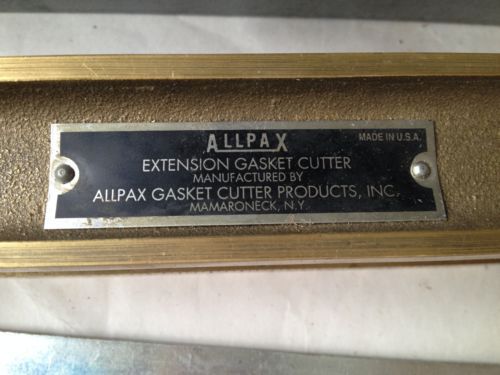 ALLPAX
MADE IN U.S.A.
EXTENSION GASKET CUTTER
MANUFACTURED BY
ALLPAX GASKET CUTTER PRODUCTS, INC.
MAMARONECK, N.Y.